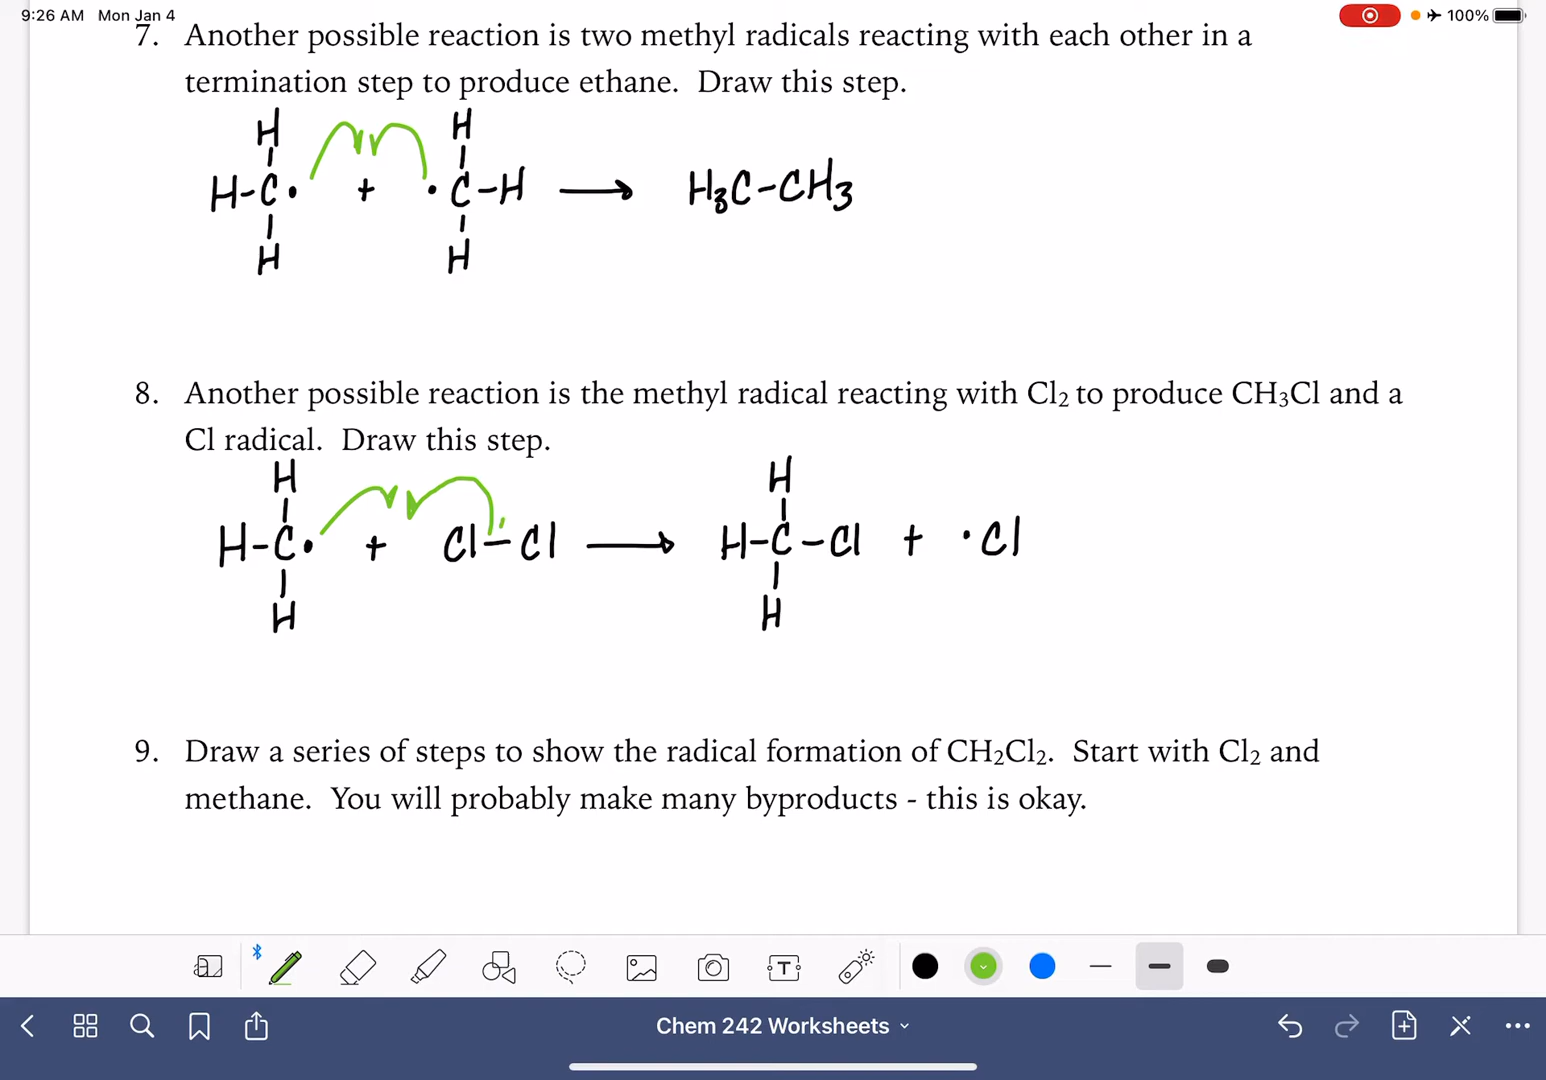 9:26 AM Mon Jan 4
100%
7. Another possible reaction is two methyl radicals reacting with each other in a
termination step to produce ethane. Draw this step.
H H
H-C• + •C-H → H₃C-CH₃
H H
8. Another possible reaction is the methyl radical reacting with Cl₂ to produce CH₃Cl and a
Cl radical. Draw this step.
H H
H-C• + Cl-Cl → H-C-Cl + •Cl
H H
9. Draw a series of steps to show the radical formation of CH₂Cl₂. Start with Cl₂ and
methane. You will probably make many byproducts - this is okay.
a
T
Chem 242 Worksheets